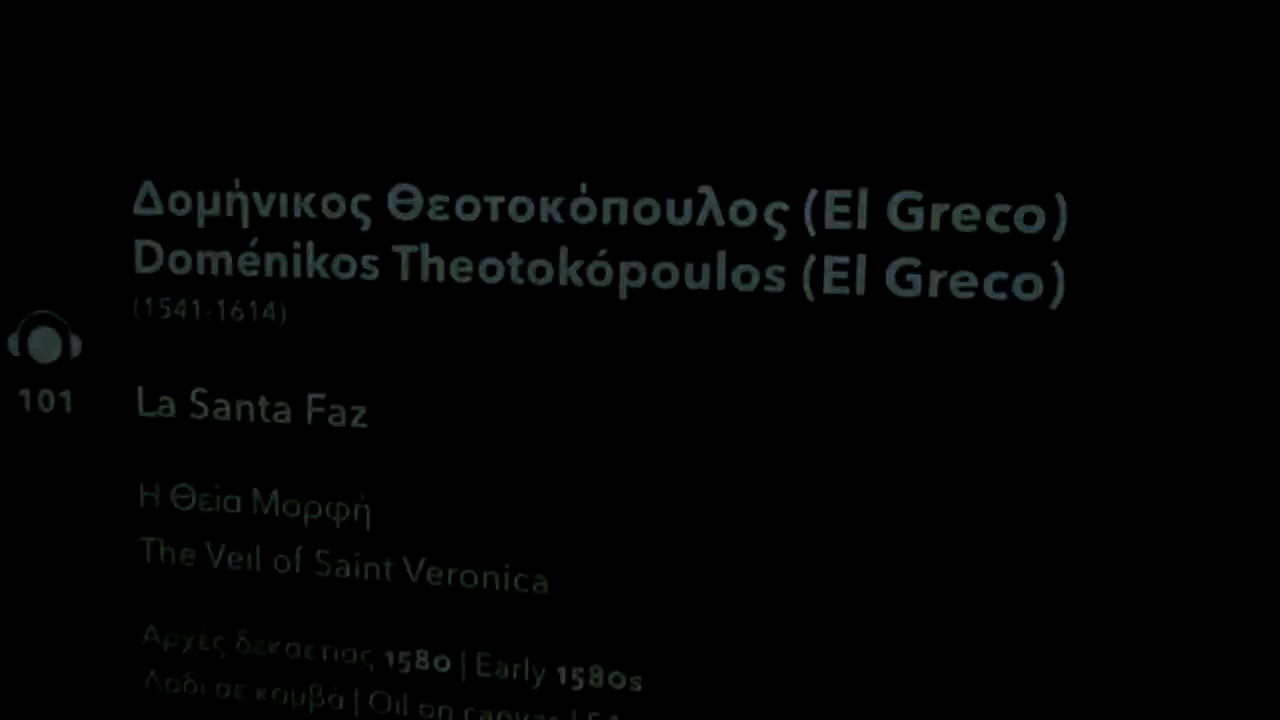 Δομήνικος Θεοτοκόπουλος (El Greco)
Doménikos Theotokópoulos (El Greco)
(1541-1614)
101
La Santa Faz
Η Θεία Μορφή
The Veil of Saint Veronica
Αρχές δεκαετίας 1580 | Early 1580s
Λάδι σε καμβά | Oil on canvas |